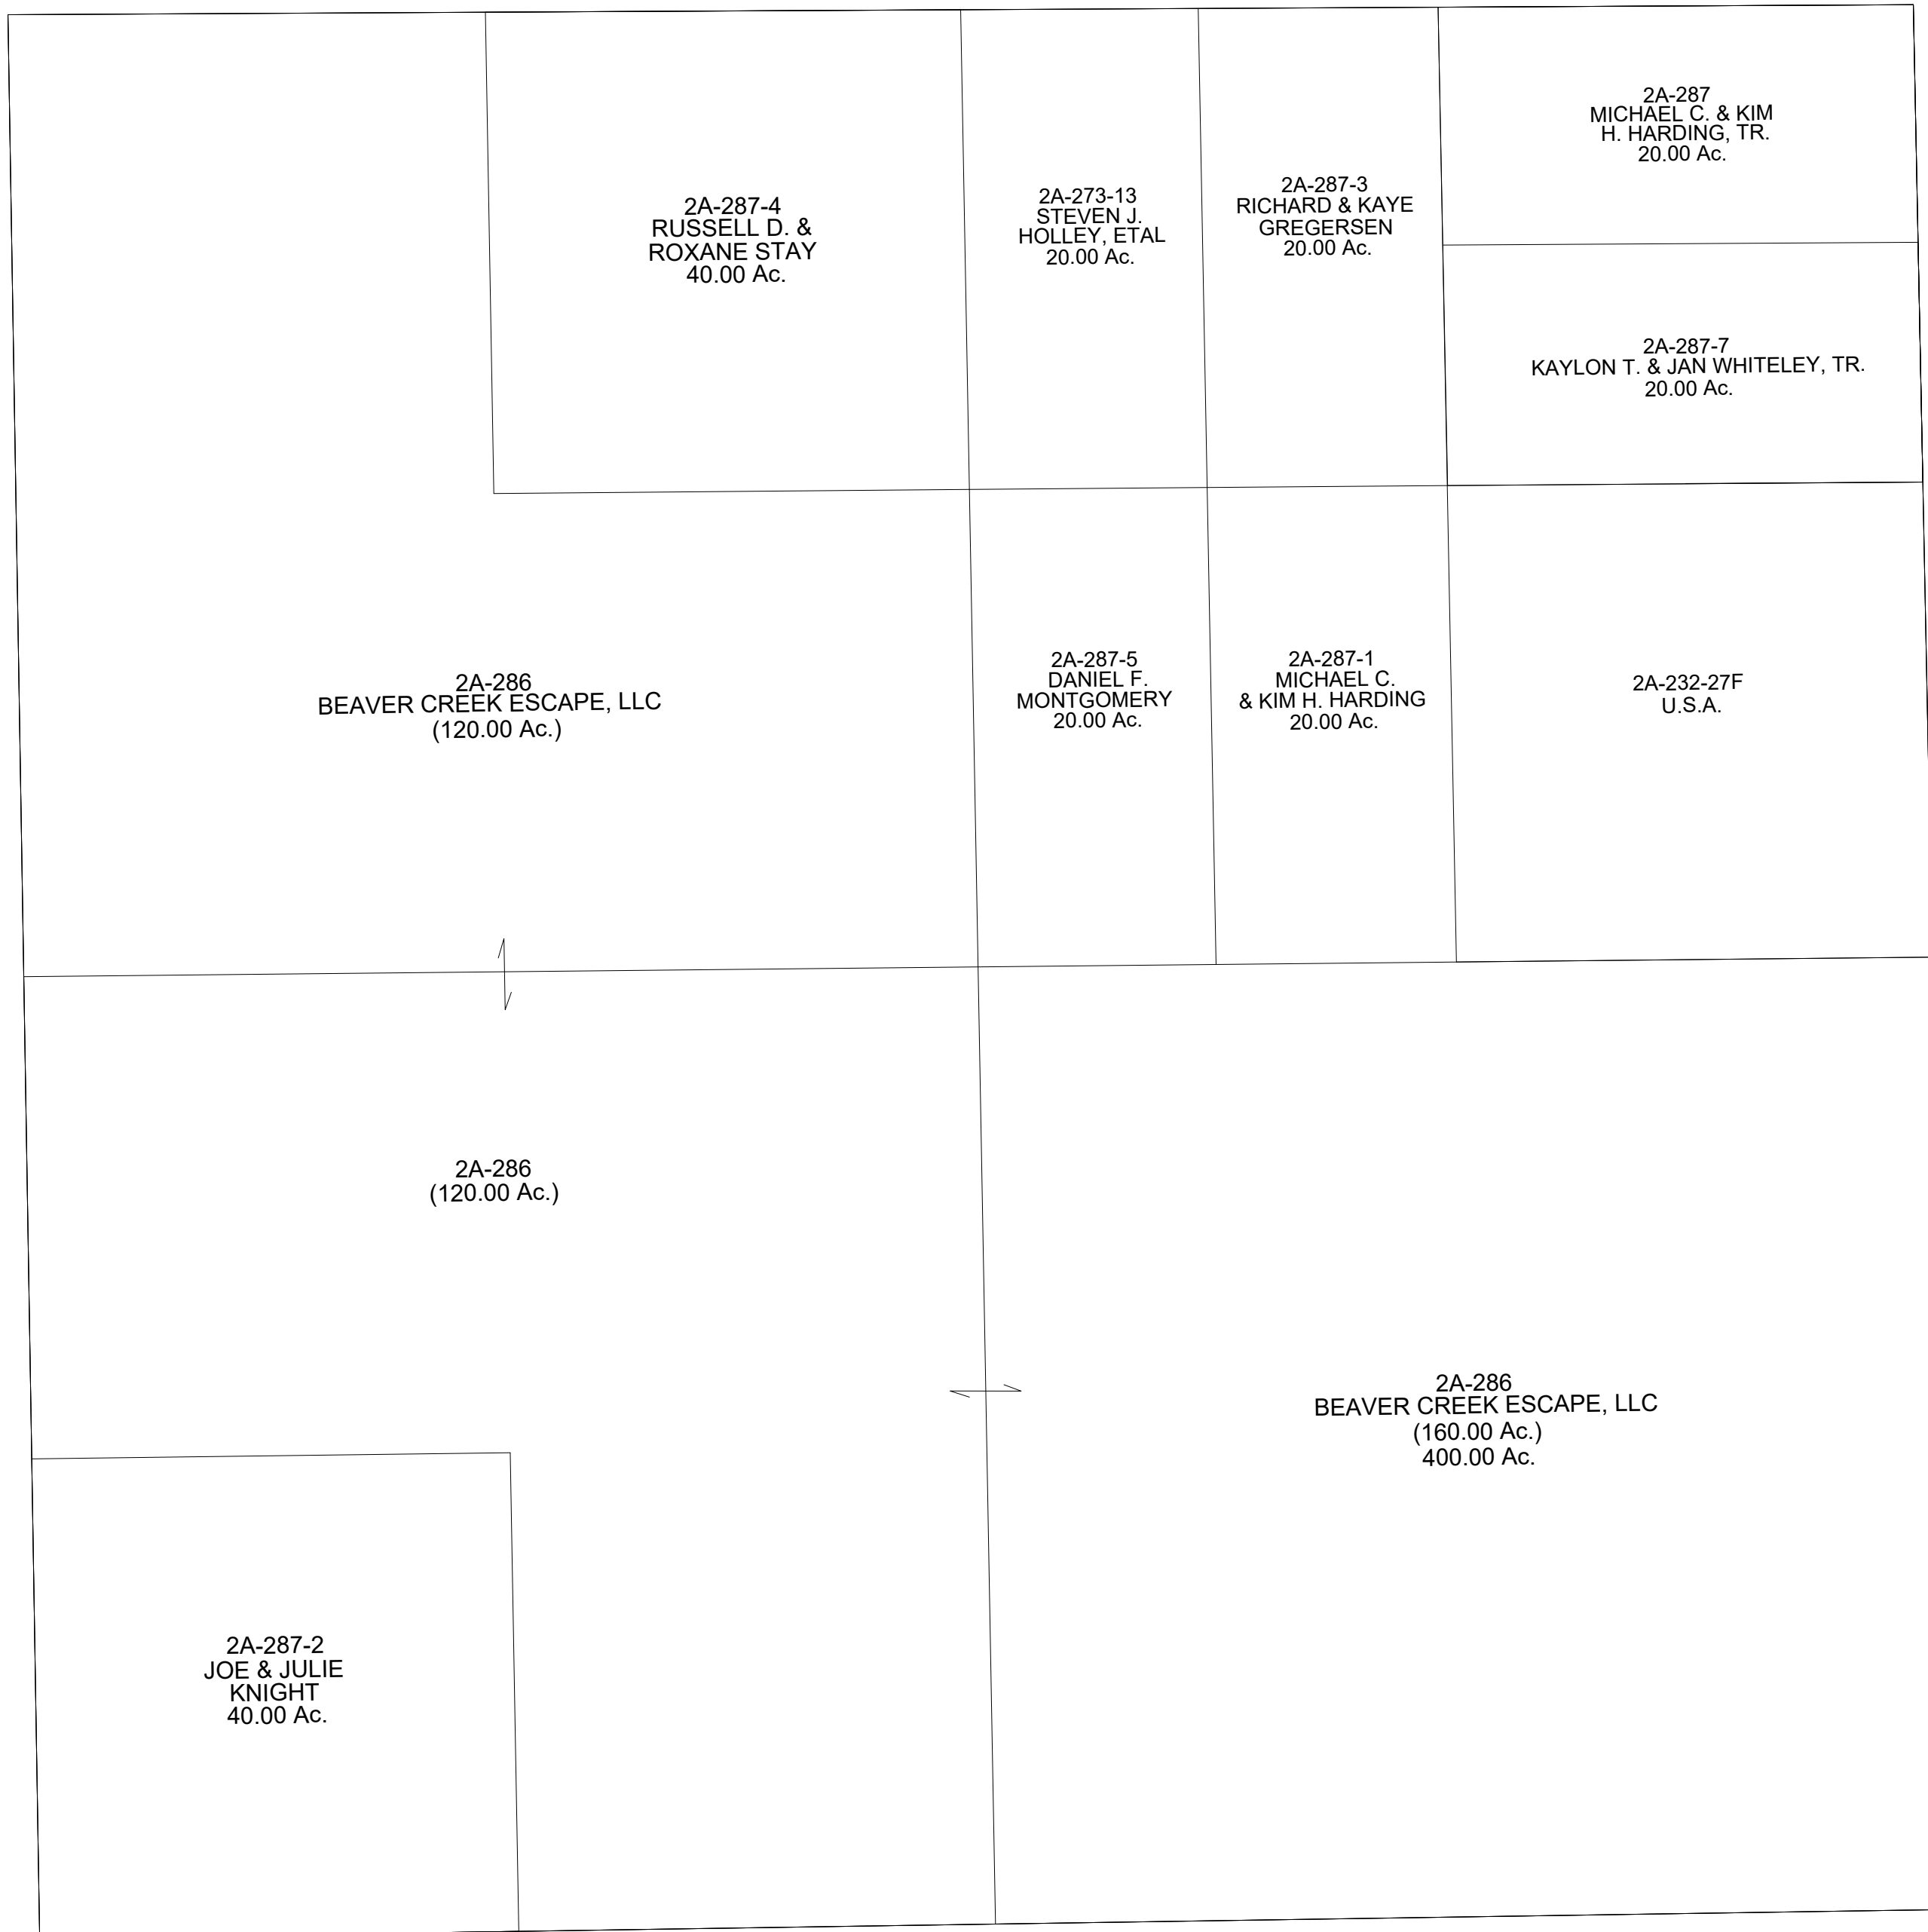 2A-287
MICHAEL C. & KIM
H. HARDING, TR.
20.00 Ac.
2A-287-4
RUSSELL D. &
ROXANE STAY
40.00 Ac.
2A-273-13
STEVEN J.
HOLLEY, ETAL
20.00 Ac.
2A-287-3
RICHARD & KAYE
GREGERSEN
20.00 Ac.
2A-287-7
KAYLON T. & JAN WHITELEY, TR.
20.00 Ac.
2A-286
BEAVER CREEK ESCAPE, LLC
(120.00 Ac.)
2A-287-5
DANIEL F.
MONTGOMERY
20.00 Ac.
2A-287-1
MICHAEL C.
& KIM H. HARDING
20.00 Ac.
2A-232-27F
U.S.A.
2A-286
(120.00 Ac.)
2A-286
BEAVER CREEK ESCAPE, LLC
(160.00 Ac.)
400.00 Ac.
2A-287-2
JOE & JULIE
KNIGHT
40.00 Ac.